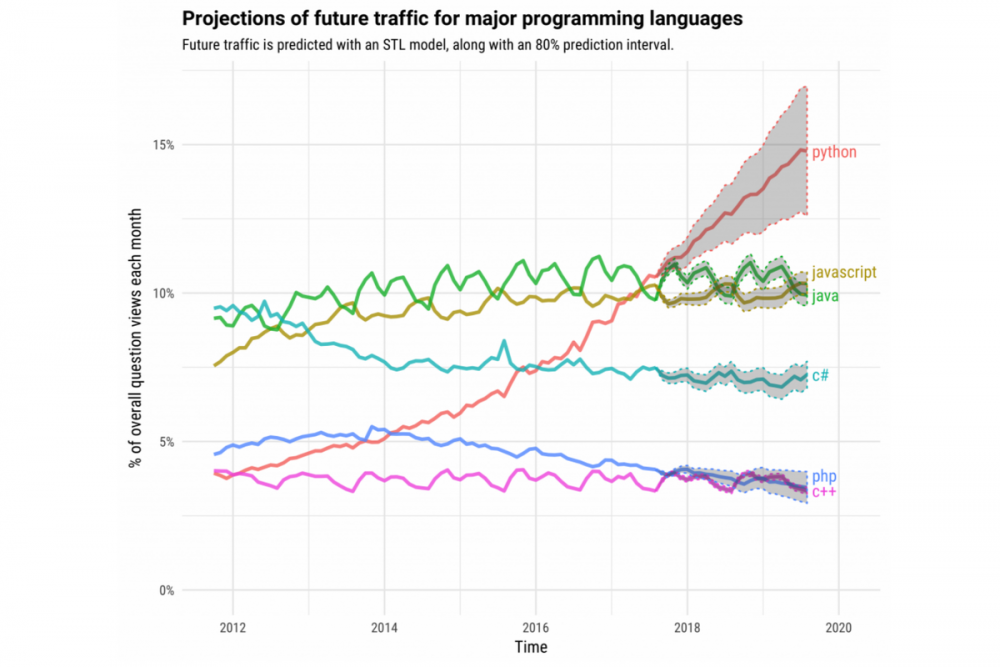 Projections of future traffic for major programming languages
Future traffic is predicted with an STL model, along with an 80% prediction interval.
% of overall question views each month
15%
10%
5%
0%
python
javascript
java
c#
php
c++
2012
2014
2016
2018
2020
Time